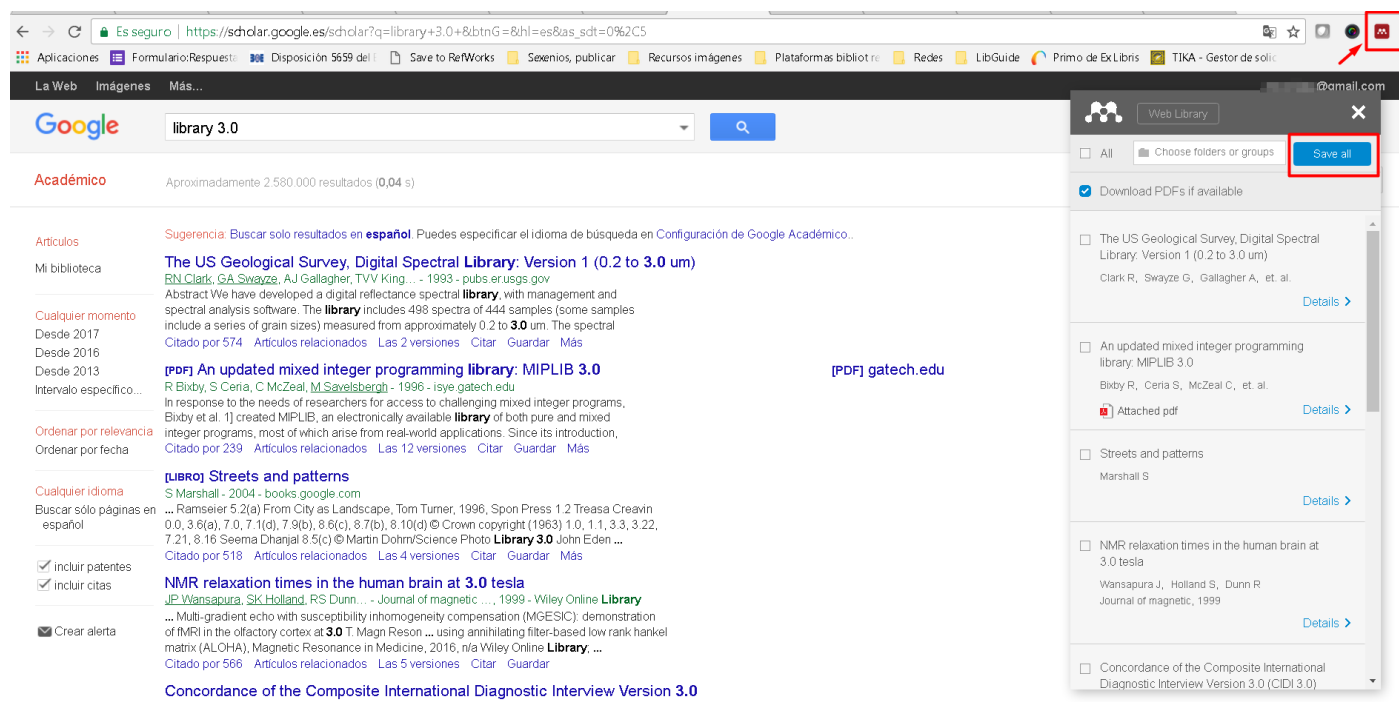 Es seguro | https://scholar.google.es/scholar?q=library+3.0+&btnG=&hl=es&as_sdt=0%2C5
Aplicaciones Formulario:Respuest Disposición 5659 del Save to RefWorks Sexenios, publicar Recursos imágenes Plataformas bibliot Redes LibGuide Primo de Ex Libris TIKA - Gestor de solic
La Web Imágenes Más...
@gmail.com
Google
library 3.0
Académico
Aproximadamente 2.580.000 resultados (0,04 s)
Artículos
Mi biblioteca
Cualquier momento
Desde 2017
Desde 2016
Desde 2013
Intervalo específico...
Ordenar por relevancia
Ordenar por fecha
Cualquier idioma
Buscar sólo páginas en
español
incluir patentes
incluir citas
Crear alerta
Sugerencia: Buscar solo resultados en español. Puedes especificar el idioma de búsqueda en Configuración de Google Académico..
The US Geological Survey, Digital Spectral Library: Version 1 (0.2 to 3.0 um)
RN Clark, GA Swayze, AJ Gallagher, TVV King... - 1993 - pubs.er.usgs.gov
Abstract We have developed a digital reflectance spectral library, with management and
spectral analysis software. The library includes 498 spectra of 444 samples (some samples
include a series of grain sizes) measured from approximately 0.2 to 3.0 um. The spectral
Citado por 574 Artículos relacionados Las 2 versiones Citar Guardar Más
[PDF] An updated mixed integer programming library: MIPLIB 3.0
[PDF] gatech.edu
R Bixby, S Ceria, C McZeal, M Savelsbergh - 1996 - isye.gatech.edu
In response to the needs of researchers for access to challenging mixed integer programs,
Bixby et al. 1] created MIPLIB, an electronically available library of both pure and mixed
integer programs, most of which arise from real-world applications. Since its introduction,
Citado por 239 Artículos relacionados Las 12 versiones Citar Guardar Más
[LIBRO] Streets and patterns
S Marshall - 2004 - books.google.com
... Ramseier 5.2(a) From City as Landscape, Tom Turner, 1996, Spon Press 1.2 Treasa Creavin
0.0, 3.6(a), 7.0, 7.1(d), 7.9(b), 8.6(c), 8.7(b), 8.10(d) © Crown copyright (1963) 1.0, 1.1, 3.3, 3.22,
7.21, 8.16 Seema Dhanjal 8.5(c) © Martin Dohrn/Science Photo Library 3.0 John Eden ...
Citado por 518 Artículos relacionados Las 4 versiones Citar Guardar Más
NMR relaxation times in the human brain at 3.0 tesla
JP Wansapura, SK Holland, RS Dunn... - Journal of magnetic ..., 1999 - Wiley Online Library
... Multi-gradient echo with susceptibility inhomogeneity compensation (MGESIC): demonstration
of fMRI in the olfactory cortex at 3.0 T. Magn Reson ... using annihilating filter-based low rank hankel
matrix (ALOHA), Magnetic Resonance in Medicine, 2016, n/a Wiley Online Library; ...
Citado por 566 Artículos relacionados Las 5 versiones Citar Guardar
Concordance of the Composite International Diagnostic Interview Version 3.0
Web Library
All Choose folders or groups Save all
Download PDFs if available
The US Geological Survey, Digital Spectral
Library: Version 1 (0.2 to 3.0 um)
Clark R, Swayze G, Gallagher A, et. al.
Details
An updated mixed integer programming
library: MIPLIB 3.0
Bixby R, Ceria S, McZeal C, et. al.
Attached pdf Details
Streets and patterns
Marshall S
Details
NMR relaxation times in the human brain at
3.0 tesla
Wansapura J, Holland S, Dunn R
Journal of magnetic, 1999
Details
Concordance of the Composite International
Diagnostic Interview Version 3.0 (CIDI 3.0)